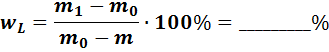 w_L = (m_1 − m_0)/(m_0 − m) · 100% = ________%